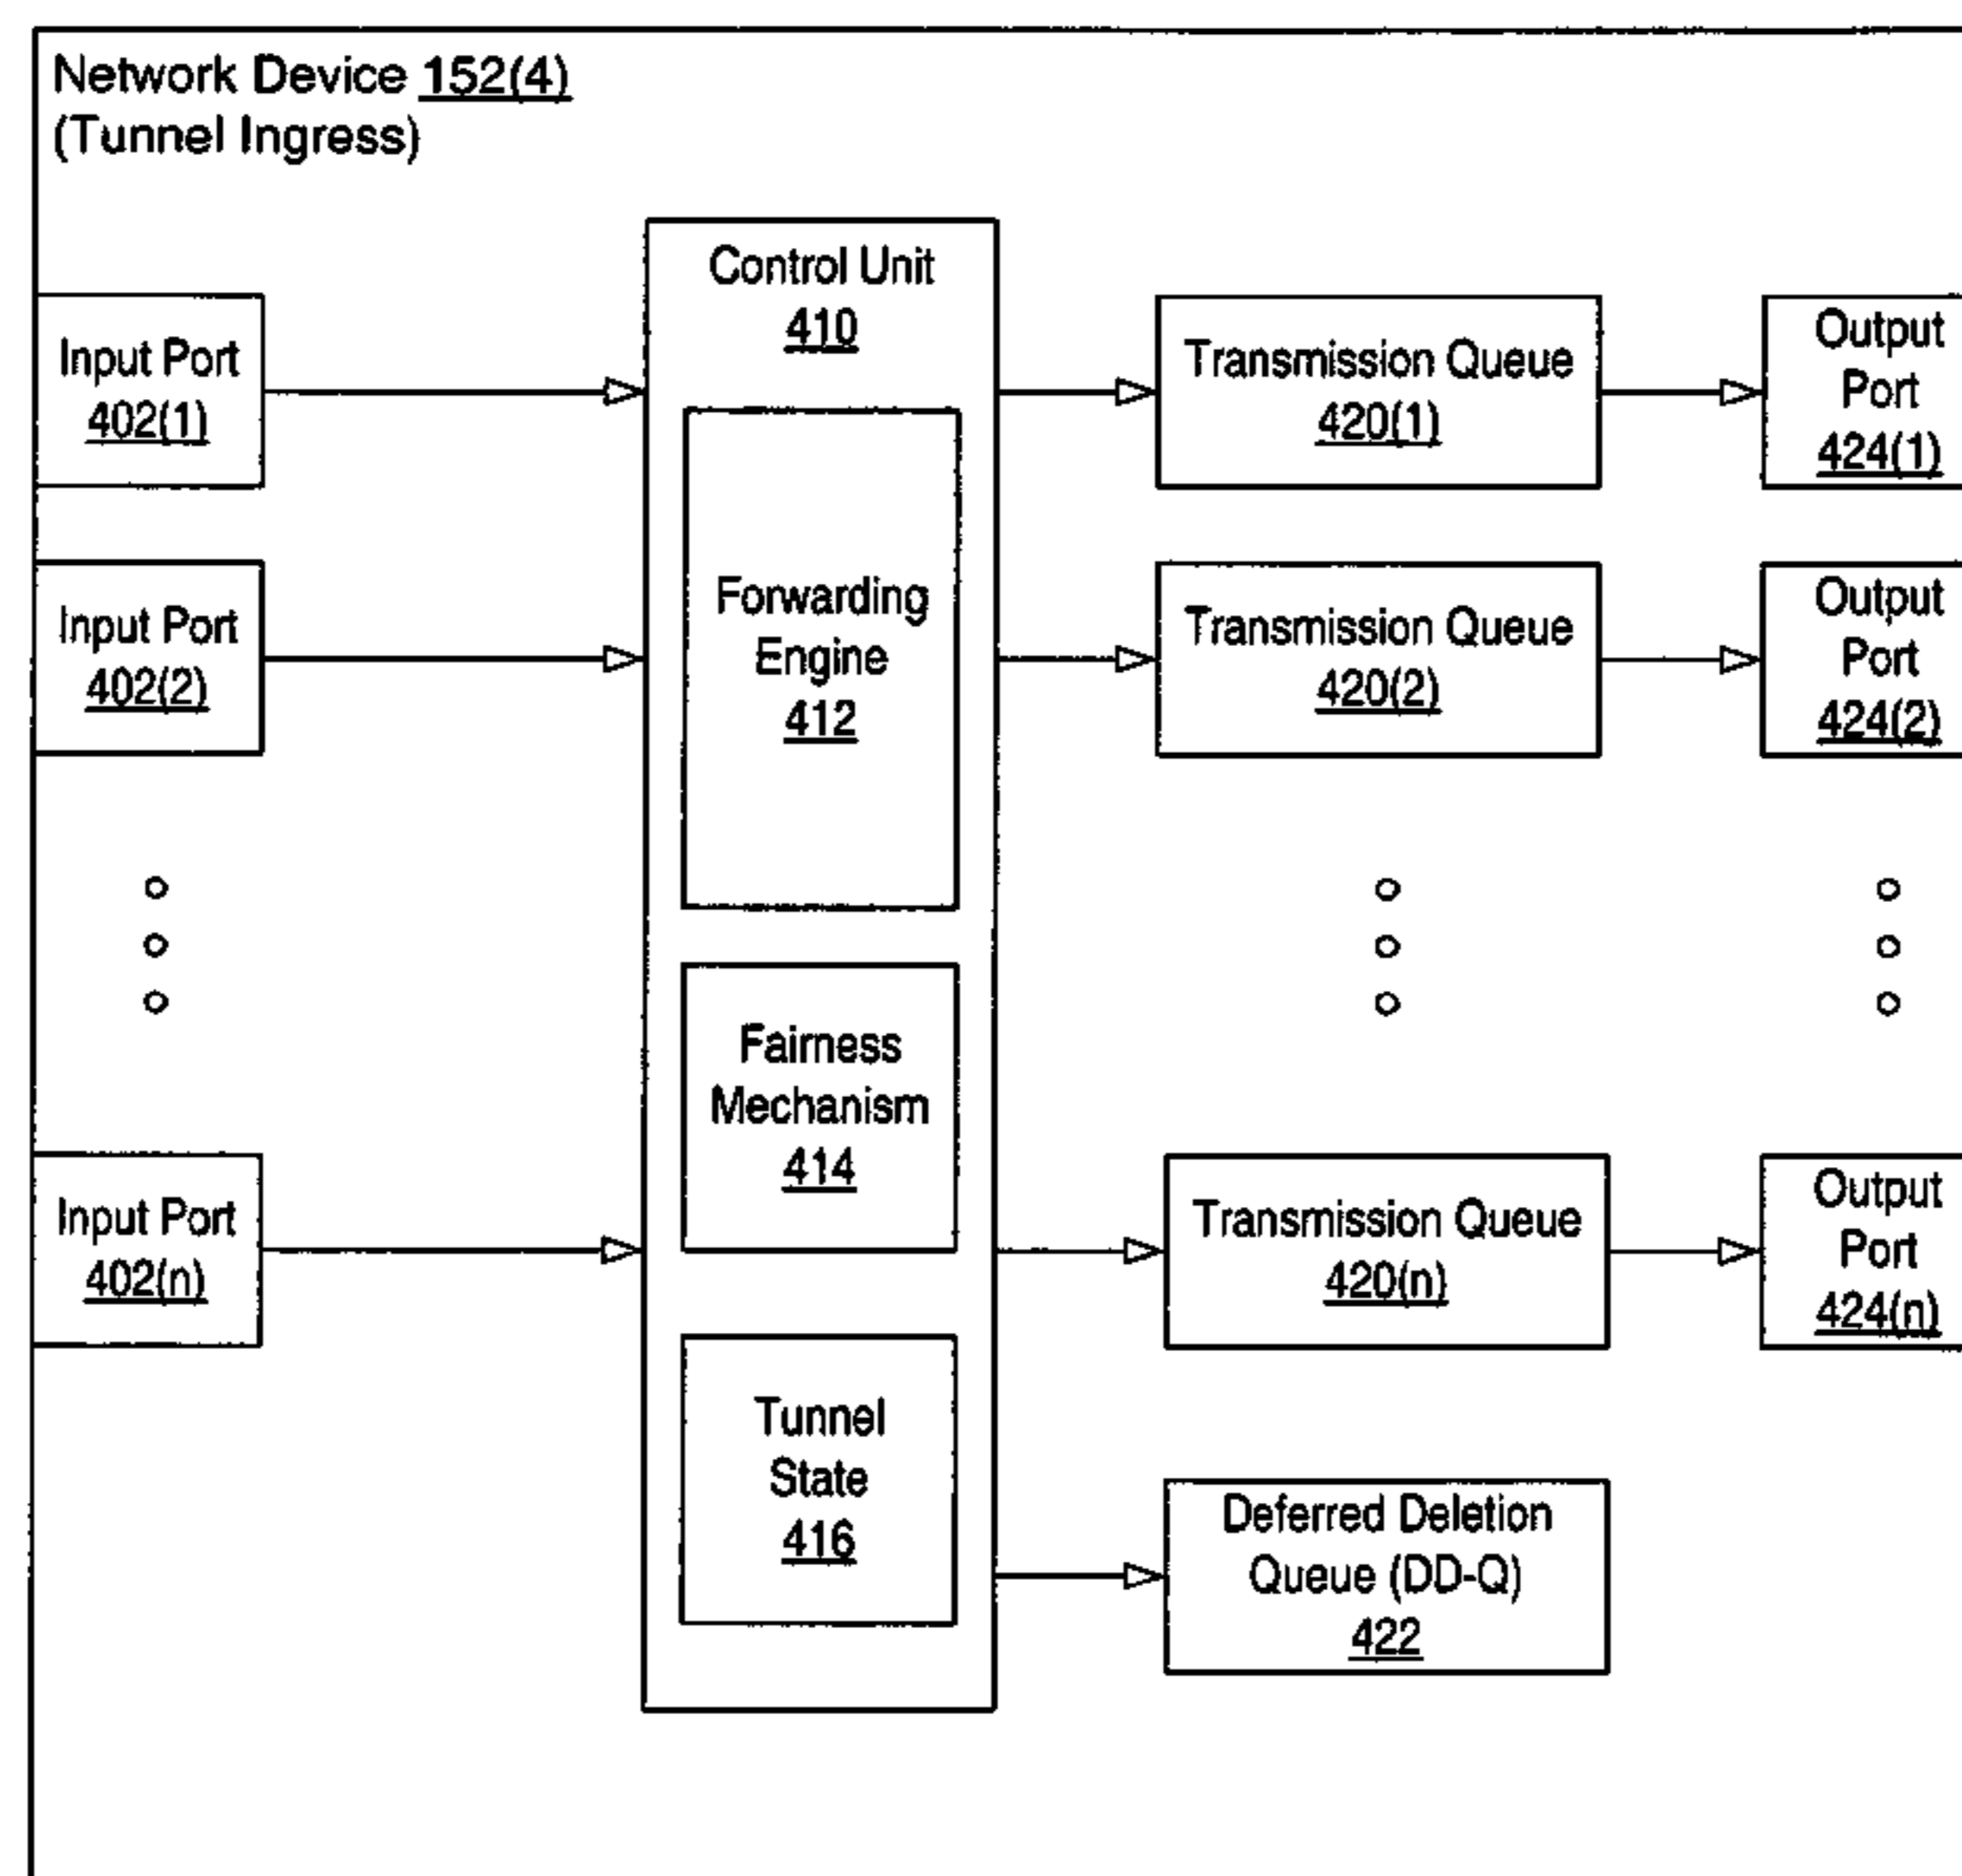 Network Device 152(4)
(Tunnel Ingress)
Control Unit
410
Input Port
402(1)
Transmission Queue
420(1)
Output
Port
424(1)
Input Port
402(2)
Forwarding
Engine
412
Transmission Queue
420(2)
Output
Port
424(2)
Fairness
Mechanism
414
Input Port
402(n)
Transmission Queue
420(n)
Output
Port
424(n)
Tunnel
State
416
Deferred Deletion
Queue (DD-Q)
422